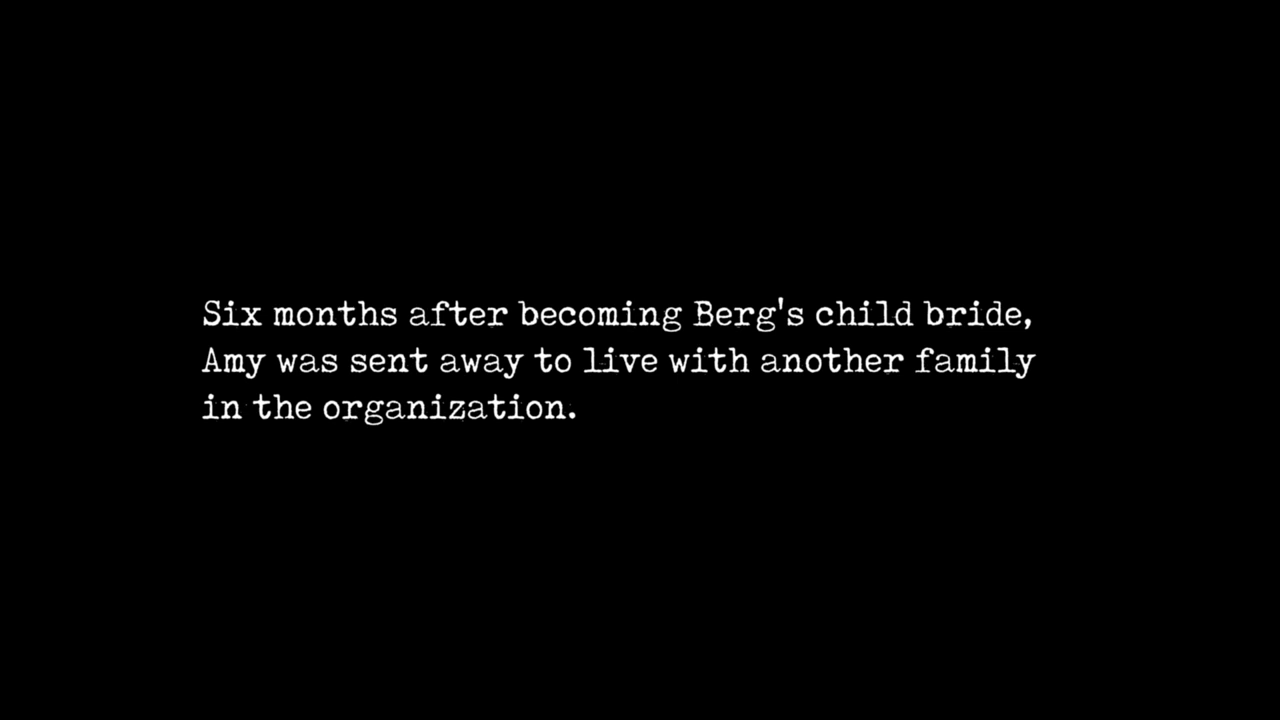 Six months after becoming Berg's child bride,
Amy was sent away to live with another family
in the organization.